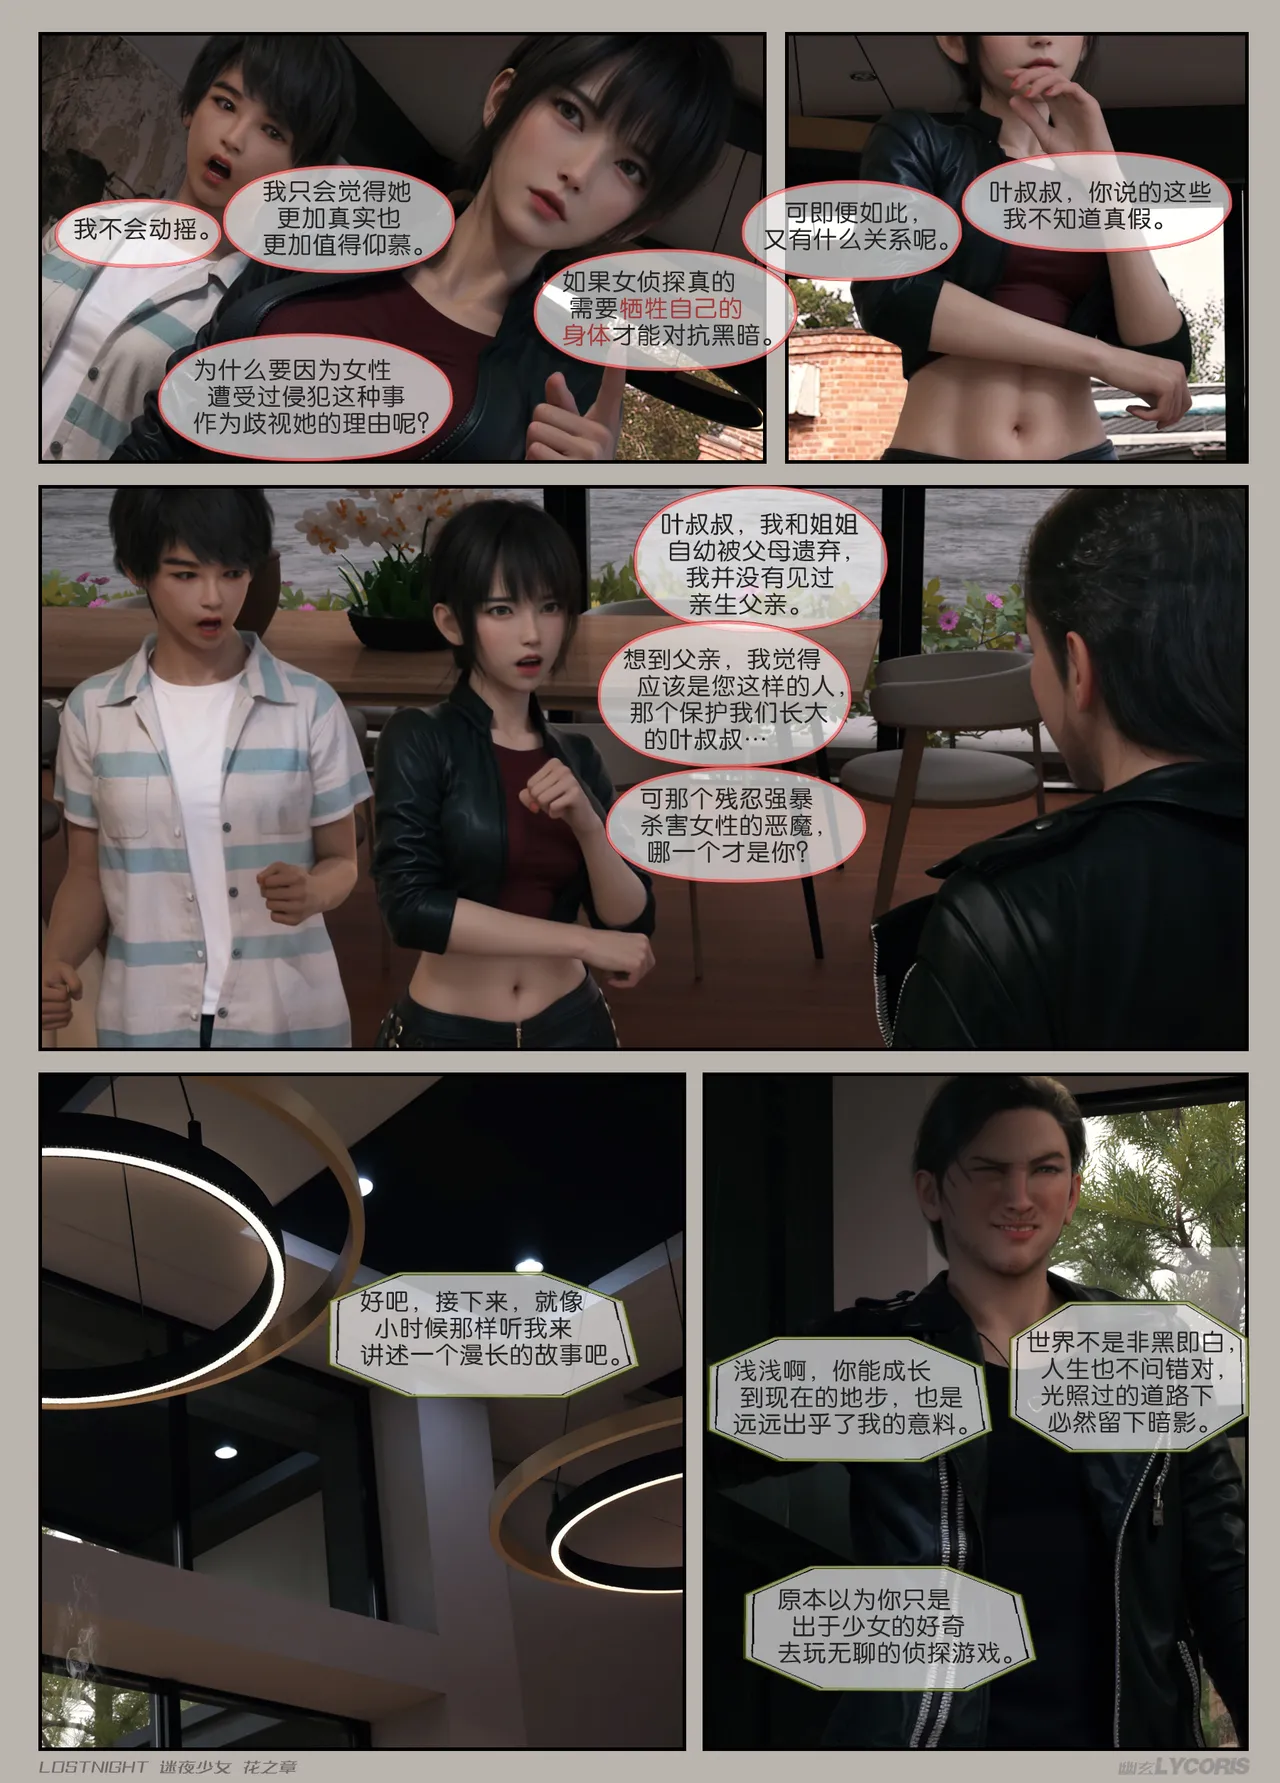 叶叔叔，你说的这些
我不知道真假。
可即便如此，
又有什么关系呢。
如果女侦探真的
需要牺牲自己的
身体才能对抗黑暗。
我只会觉得她
更加真实也
更加值得仰慕。
我不会动摇。
为什么要因为女性
遭受过侵犯这种事
作为歧视她的理由呢？
叶叔叔，我和姐姐
自幼被父母遗弃，
我并没有见过
亲生父亲。
想到父亲，我觉得
应该是您这样的人，
那个保护我们长大
的叶叔叔…
可那个残忍强暴
杀害女性的恶魔，
哪一个才是你？
世界不是非黑即白，
人生也不问错对，
光照过的道路下
必然留下暗影。
浅浅啊，你能成长
到现在的地步，也是
远远出乎了我的意料。
原本以为你只是
出于少女的好奇
去玩无聊的侦探游戏。
好吧，接下来，就像
小时候那样听我来
讲述一个漫长的故事吧。
LOSTNIGHT 迷夜少女 花之章
幽玄LYCORIS